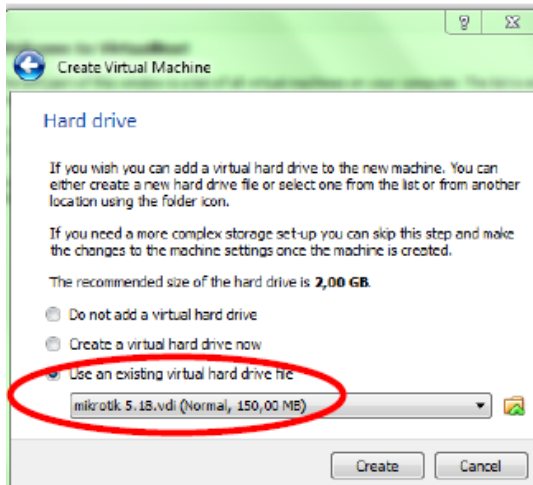 ?
Create Virtual Machine
Hard drive
If you wish you can add a virtual hard drive to the new machine. You can
either create a new hard drive file or select one from the list or from another
location using the folder icon.
If you need a more complex storage set-up you can skip this step and make
the changes to the machine settings once the machine is created.
The recommended size of the hard drive is 2,00 GB.
Do not add a virtual hard drive
Create a virtual hard drive now
Use an existing virtual hard drive file
mikrotik 5.18.vdi (Normal, 150,00 MB)
Create
Cancel